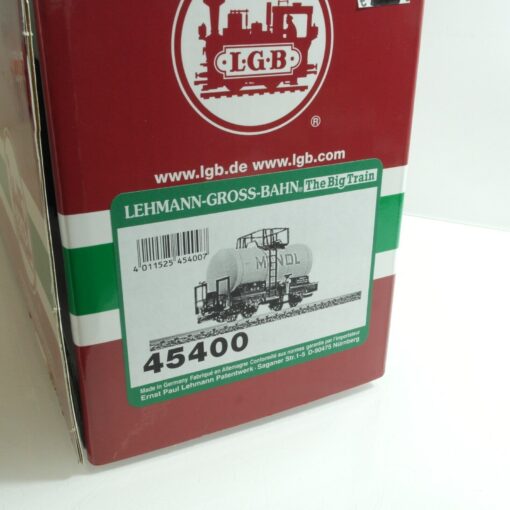 L·G·B
®
www.lgb.de www.lgb.com
LEHMANN-GROSS-BAHN® The Big Train
4 011525 454007
45400
Made in Germany Fabriqué en Allemagne Conformité aux normes garantie par l'importateur
Ernst Paul Lehmann Patentwerk · Saganer Str. 1-5 D-90475 Nürnberg